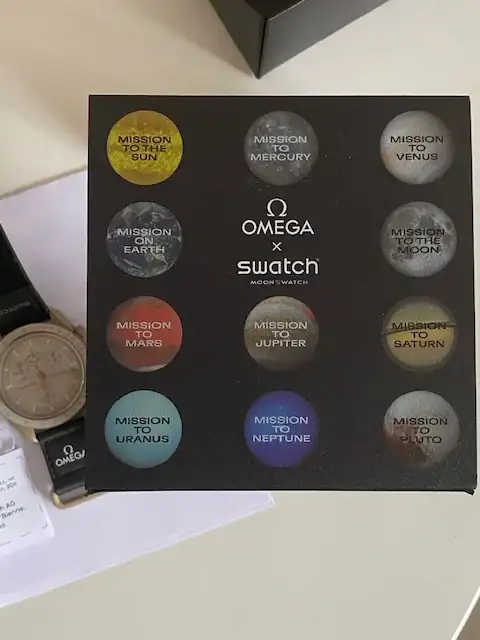 MISSION
TO THE
SUN
MISSION
TO
MERCURY
MISSION
TO
VENUS
MISSION
ON
EARTH
Ω
OMEGA
×
swatch
MOONSWATCH
MISSION
TO THE
MOON
MISSION
TO
MARS
MISSION
TO
JUPITER
MISSION
TO
SATURN
MISSION
TO
URANUS
MISSION
TO
NEPTUNE
MISSION
TO
PLUTO
OMEGA
AG
Bienne,